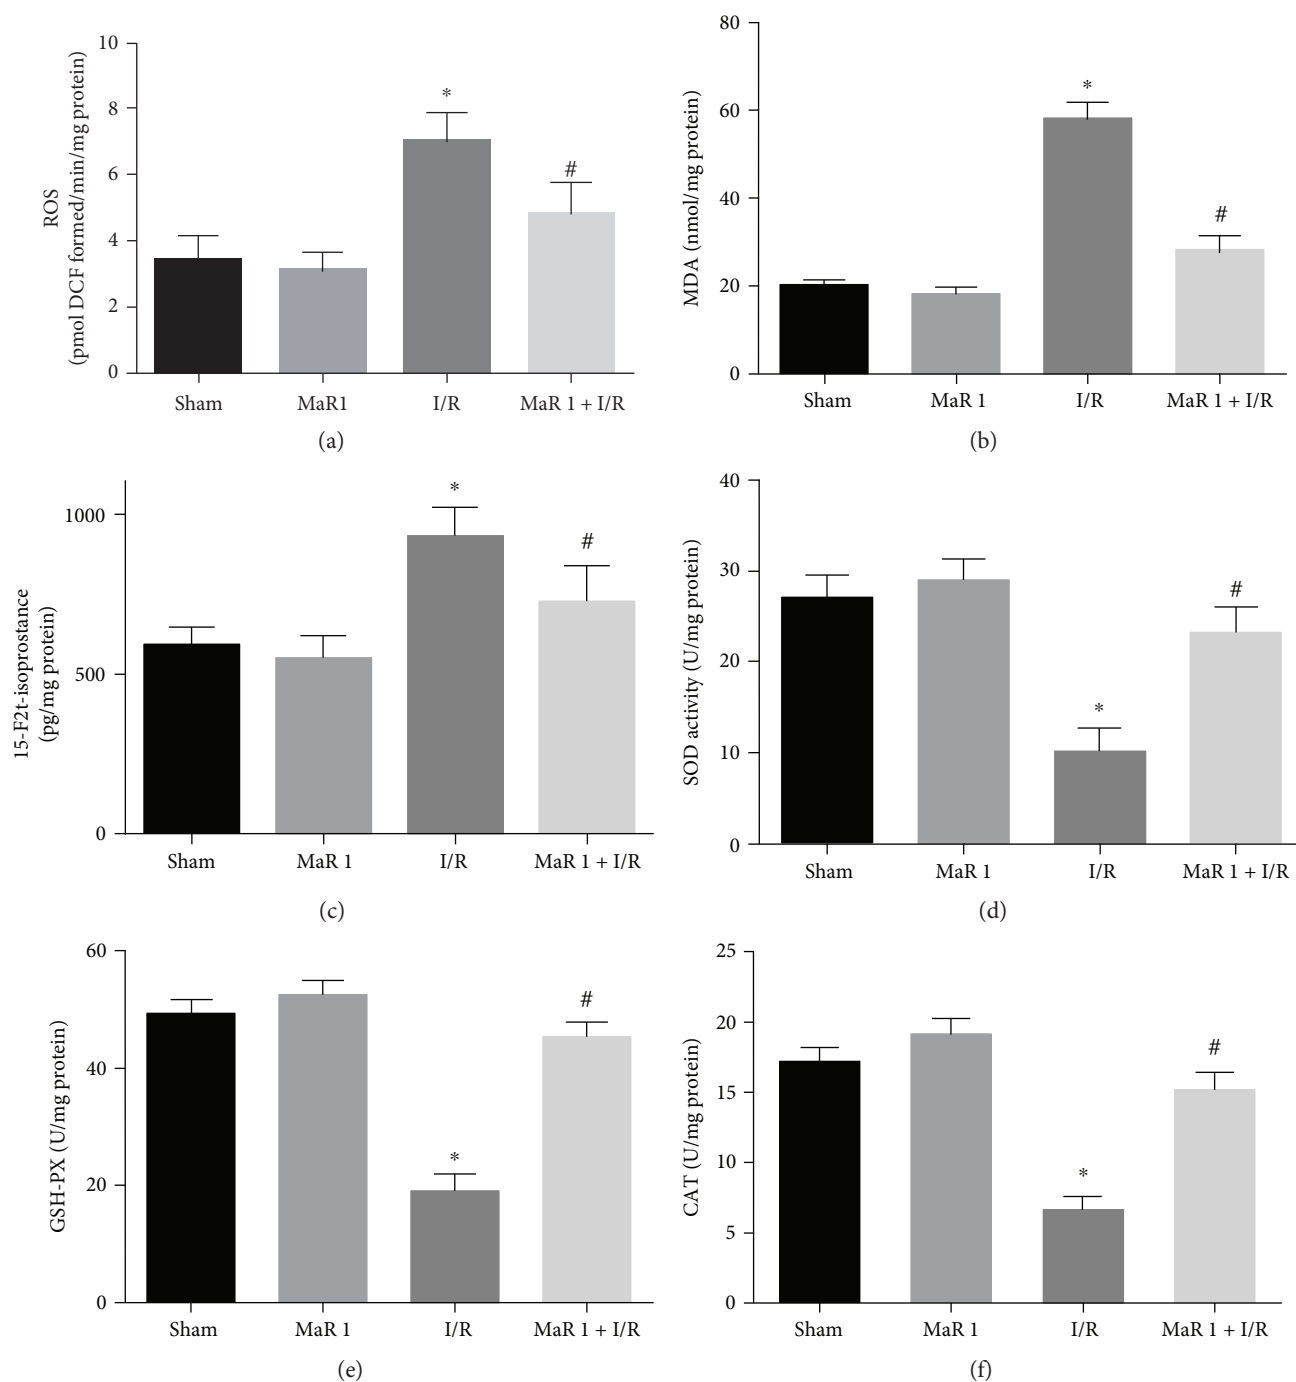 ROS
(pmol DCF formed/min/mg protein)
10
8
6
4
2
0
*
#
Sham MaR1 I/R MaR 1 + I/R
(a)
MDA (nmol/mg protein)
80
60
40
20
0
*
#
Sham MaR 1 I/R MaR 1 + I/R
(b)
15-F2t-isoprostance
(pg/mg protein)
1000
500
0
*
#
Sham MaR 1 I/R MaR 1 + I/R
(c)
SOD activity (U/mg protein)
40
30
20
10
0
*
#
Sham MaR 1 I/R MaR 1 + I/R
(d)
GSH-PX (U/mg protein)
60
40
20
0
*
#
Sham MaR 1 I/R MaR 1 + I/R
(e)
CAT (U/mg protein)
25
20
15
10
5
0
*
#
Sham MaR 1 I/R MaR 1 + I/R
(f)